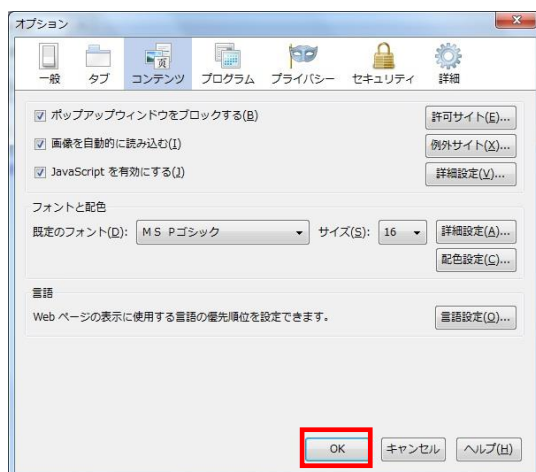 オプション
一般 タブ コンテンツ プログラム プライバシー セキュリティ 詳細
ポップアップウィンドウをブロックする(B) 許可サイト(E)...
画像を自動的に読み込む(I) 例外サイト(X)...
JavaScript を有効にする(J) 詳細設定(V)...
フォントと配色
既定のフォント(D): MS Pゴシック サイズ(S): 16 詳細設定(A)...
配色設定(C)...
言語
Web ページの表示に使用する言語の優先順位を設定できます。 言語設定(O)...
OK キャンセル ヘルプ(H)